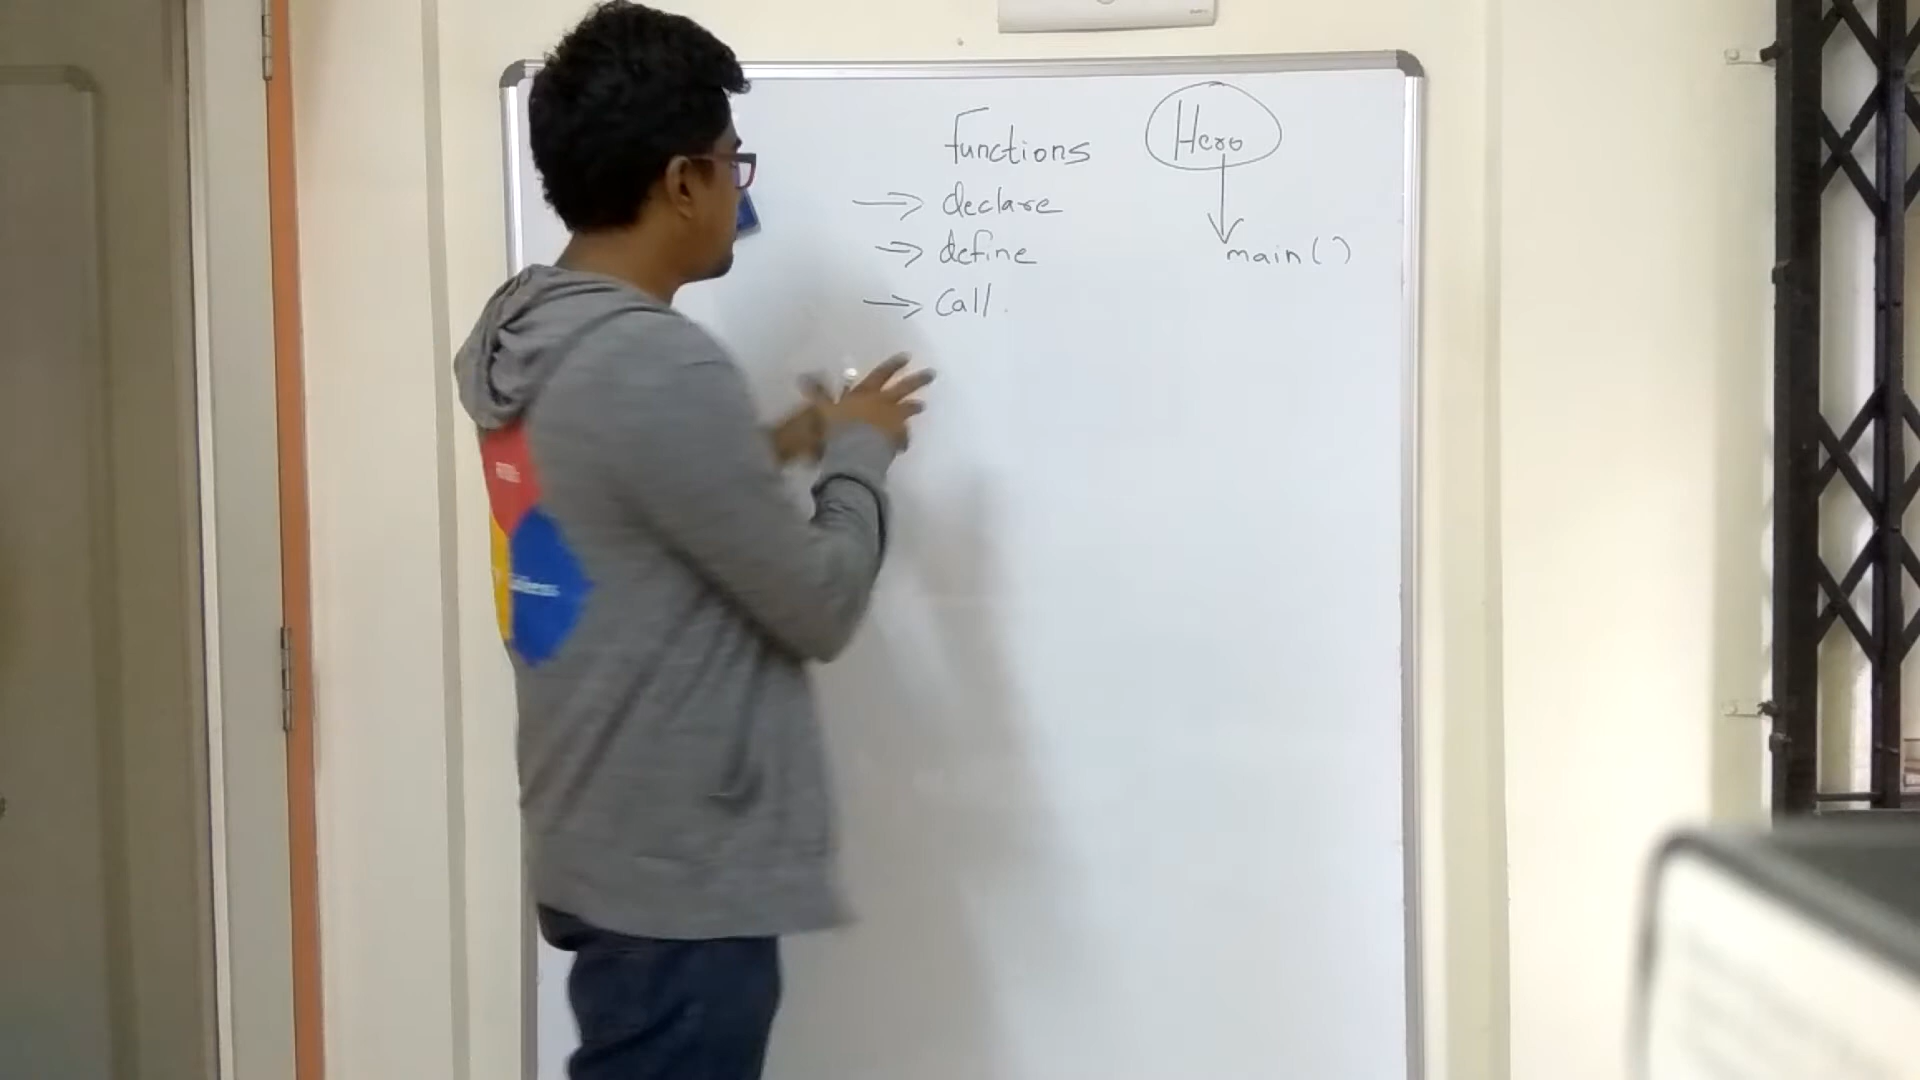 Functions
Hero
→ declare
→ define
main()
→ Call.